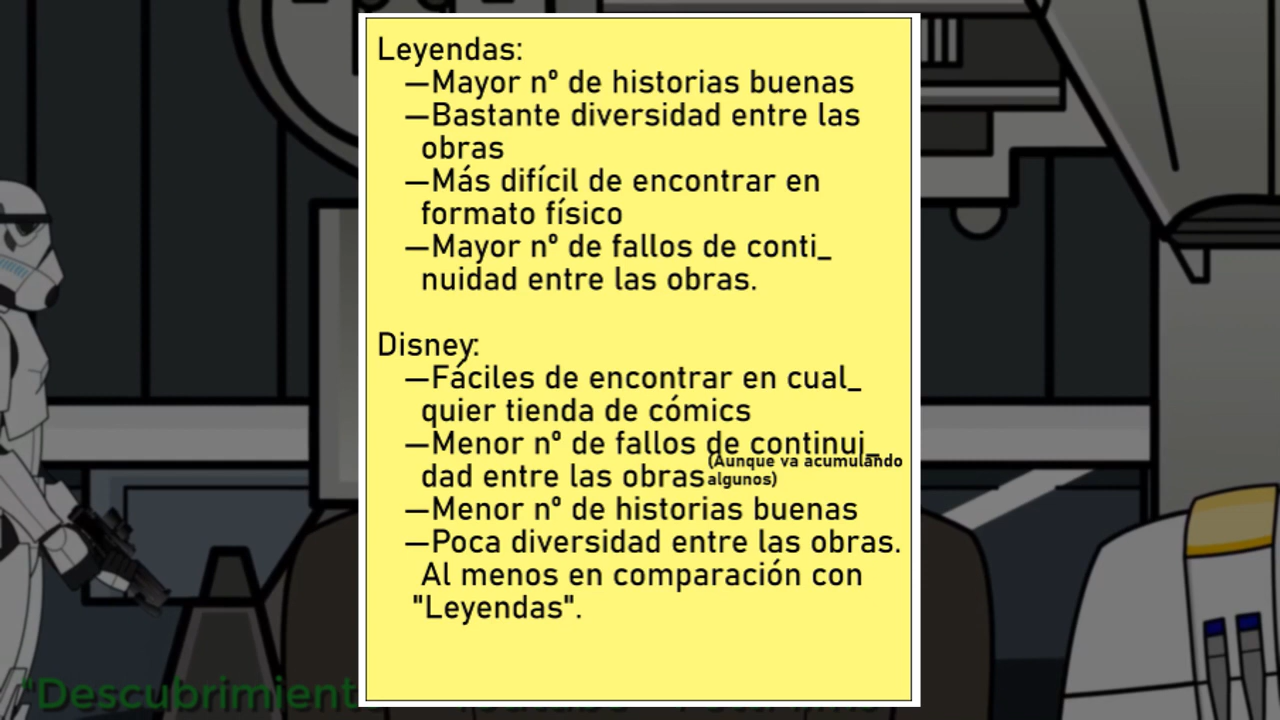 Leyendas:
—Mayor nº de historias buenas
—Bastante diversidad entre las
obras
—Más difícil de encontrar en
formato físico
—Mayor nº de fallos de conti_
nuidad entre las obras.
Disney:
—Fáciles de encontrar en cual_
quier tienda de cómics
—Menor nº de fallos de continui_
dad entre las obras
(Aunque va acumulando
algunos)
—Menor nº de historias buenas
—Poca diversidad entre las obras.
Al menos en comparación con
"Leyendas".